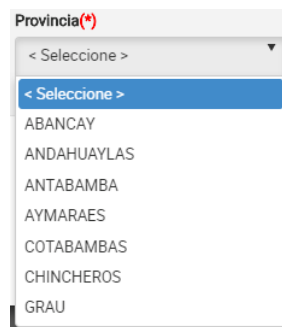 Provincia(*)
< Seleccione >
< Seleccione >
ABANCAY
ANDAHUAYLAS
ANTABAMBA
AYMARAES
COTABAMBAS
CHINCHEROS
GRAU